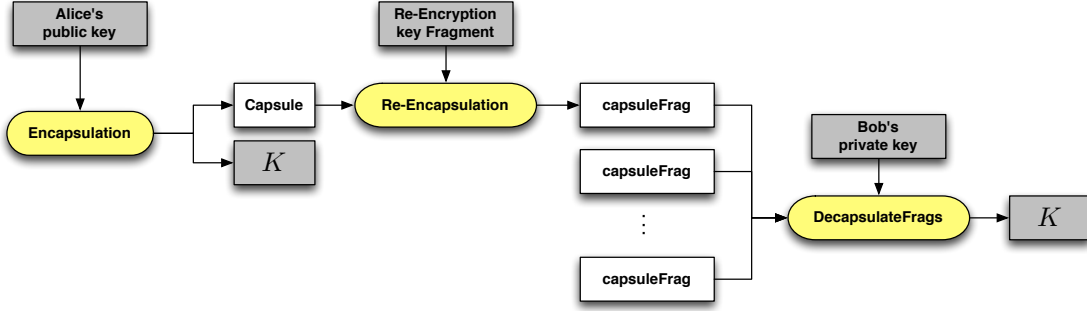 Alice's
public key
Encapsulation
Capsule
K
Re-Encryption
key Fragment
Re-Encapsulation
capsuleFrag
capsuleFrag
⋮
capsuleFrag
Bob's
private key
DecapsulateFrags
K